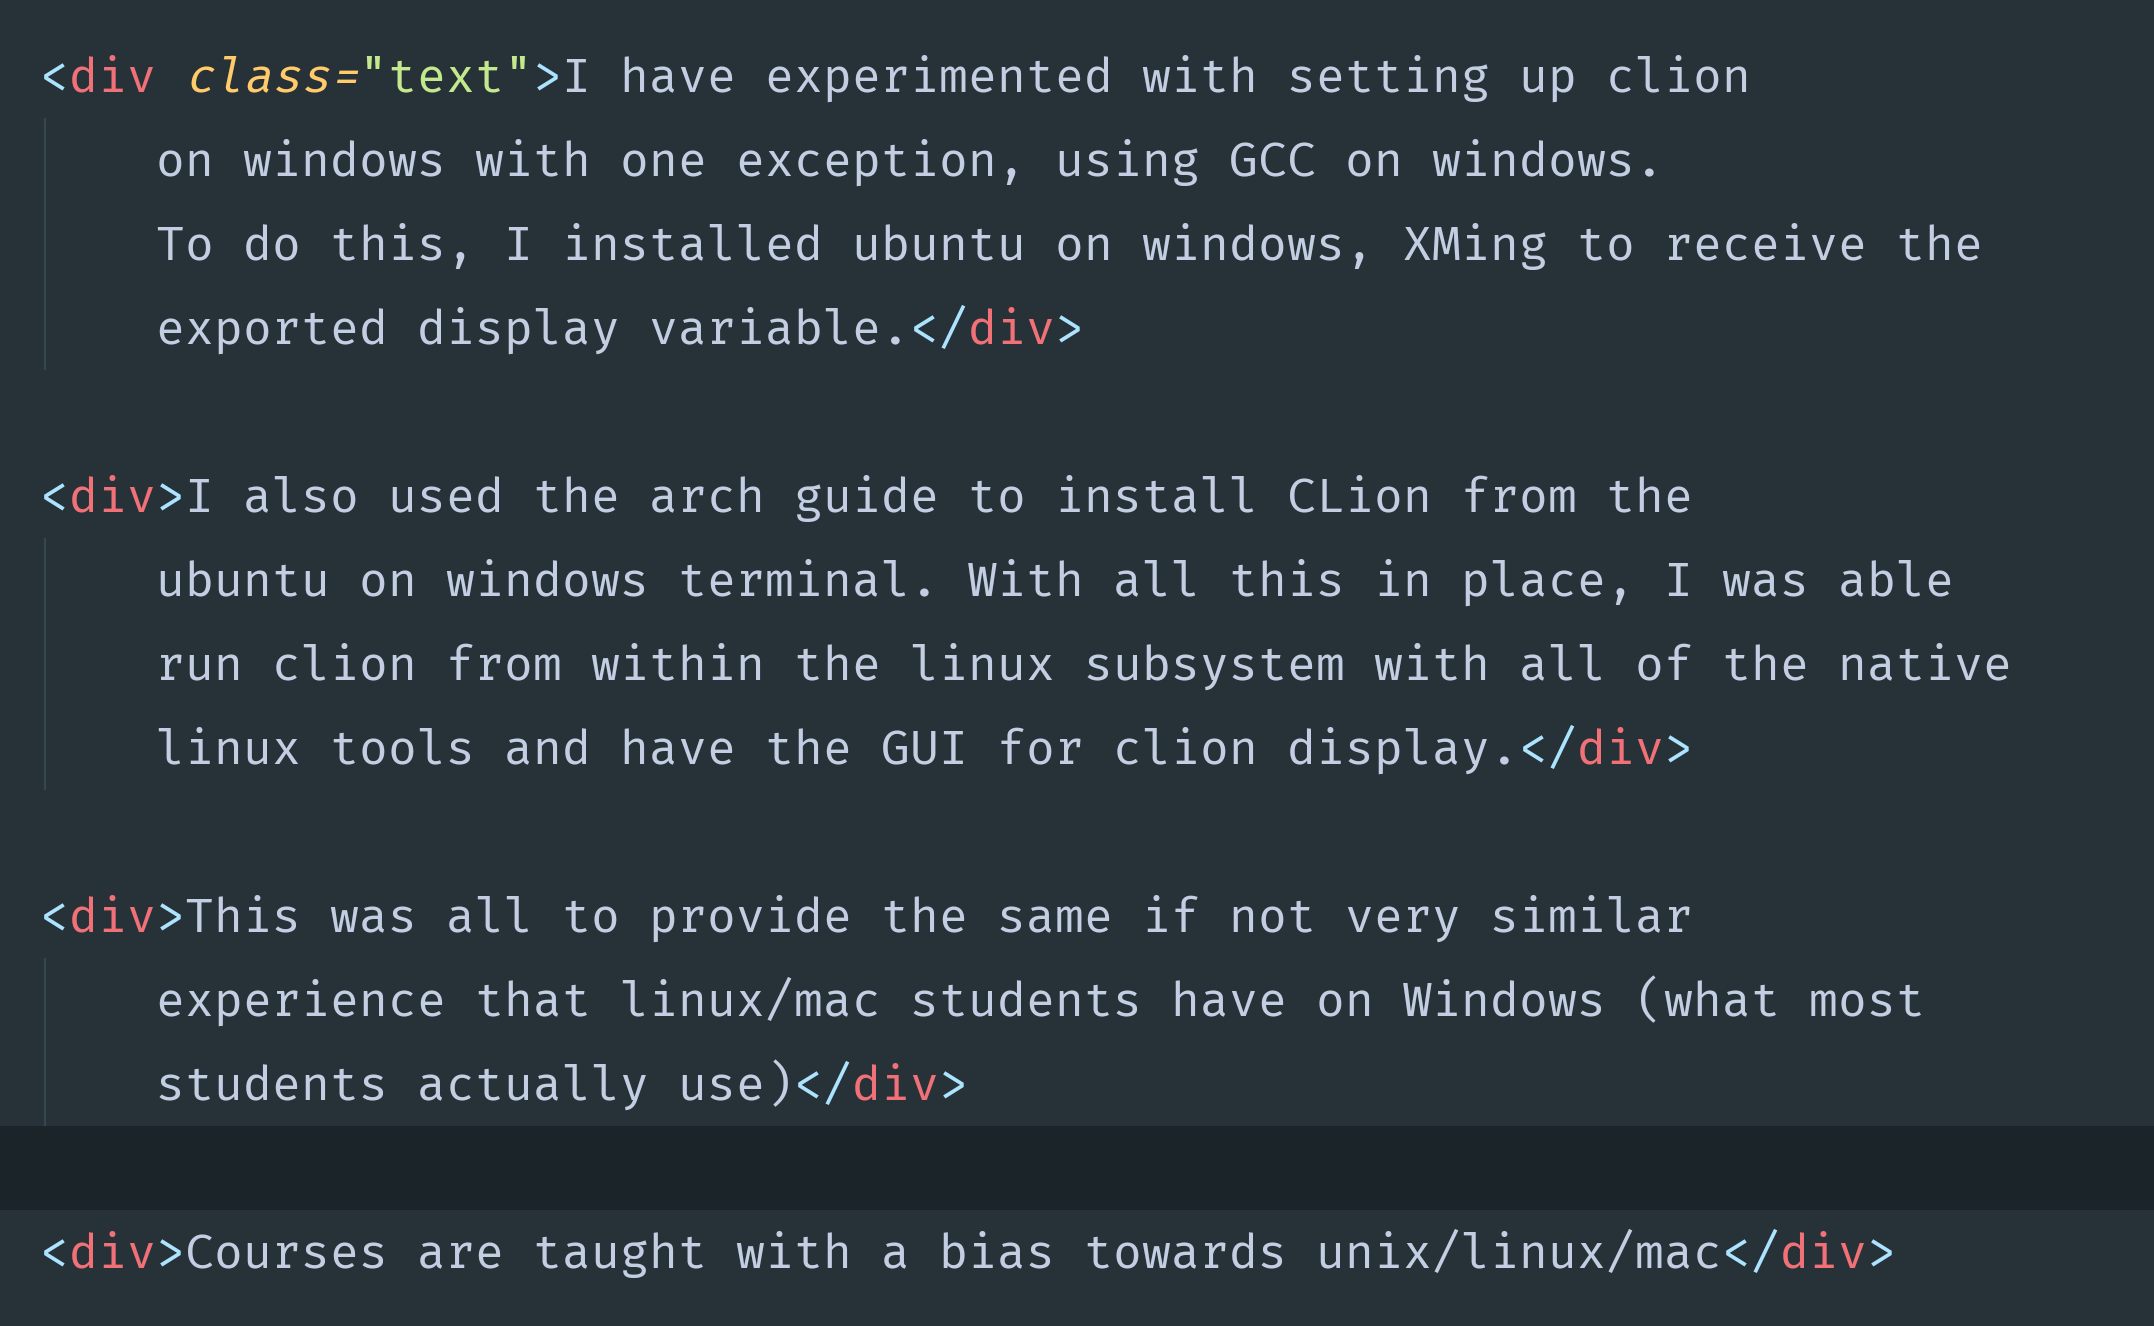 <div class="text">I have experimented with setting up clion
on windows with one exception, using GCC on windows.
To do this, I installed ubuntu on windows, XMing to receive the
exported display variable.</div>
<div>I also used the arch guide to install CLion from the
ubuntu on windows terminal. With all this in place, I was able
run clion from within the linux subsystem with all of the native
linux tools and have the GUI for clion display.</div>
<div>This was all to provide the same if not very similar
experience that linux/mac students have on Windows (what most
students actually use)</div>
<div>Courses are taught with a bias towards unix/linux/mac</div>